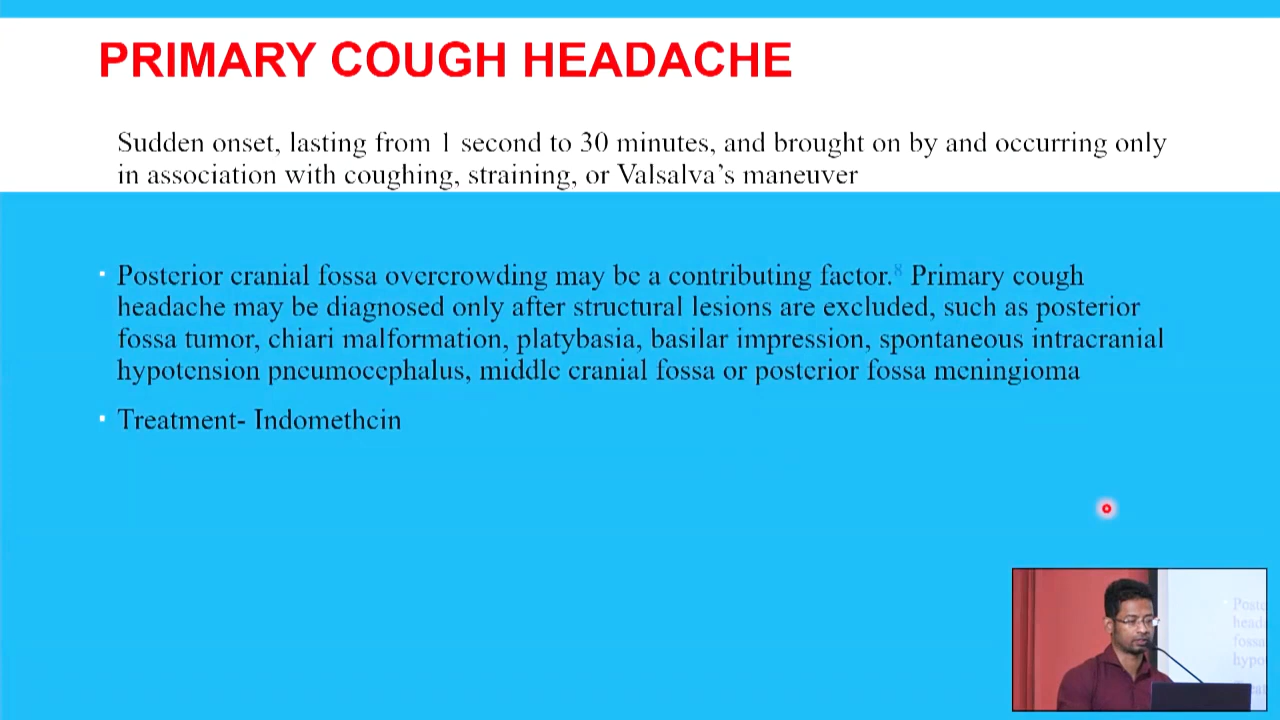 PRIMARY COUGH HEADACHE
Sudden onset, lasting from 1 second to 30 minutes, and brought on by and occurring only
in association with coughing, straining, or Valsalva's maneuver
▪ Posterior cranial fossa overcrowding may be a contributing factor.8 Primary cough
headache may be diagnosed only after structural lesions are excluded, such as posterior
fossa tumor, chiari malformation, platybasia, basilar impression, spontaneous intracranial
hypotension pneumocephalus, middle cranial fossa or posterior fossa meningioma
▪ Treatment- Indomethcin